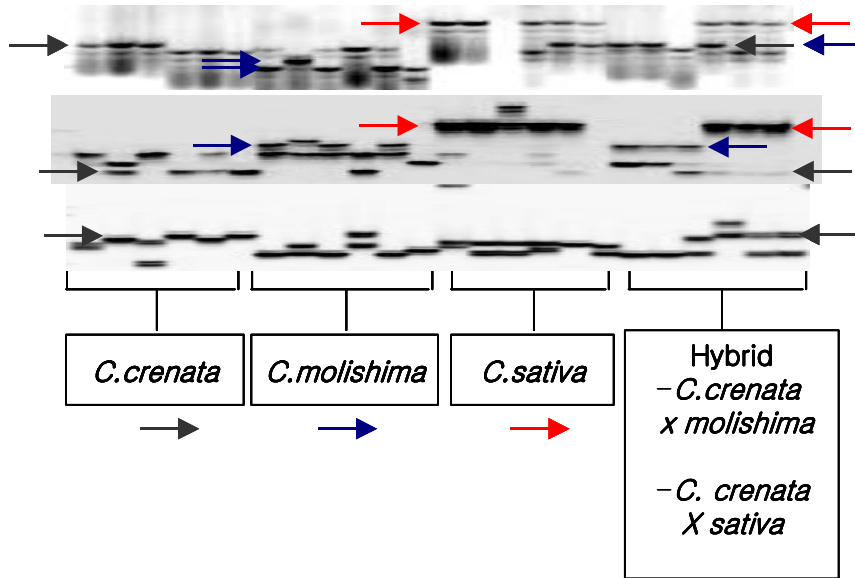 C.crenata
C.molishima
C.sativa
Hybrid
–C.crenata
x molishima
–C. crenata
X sativa